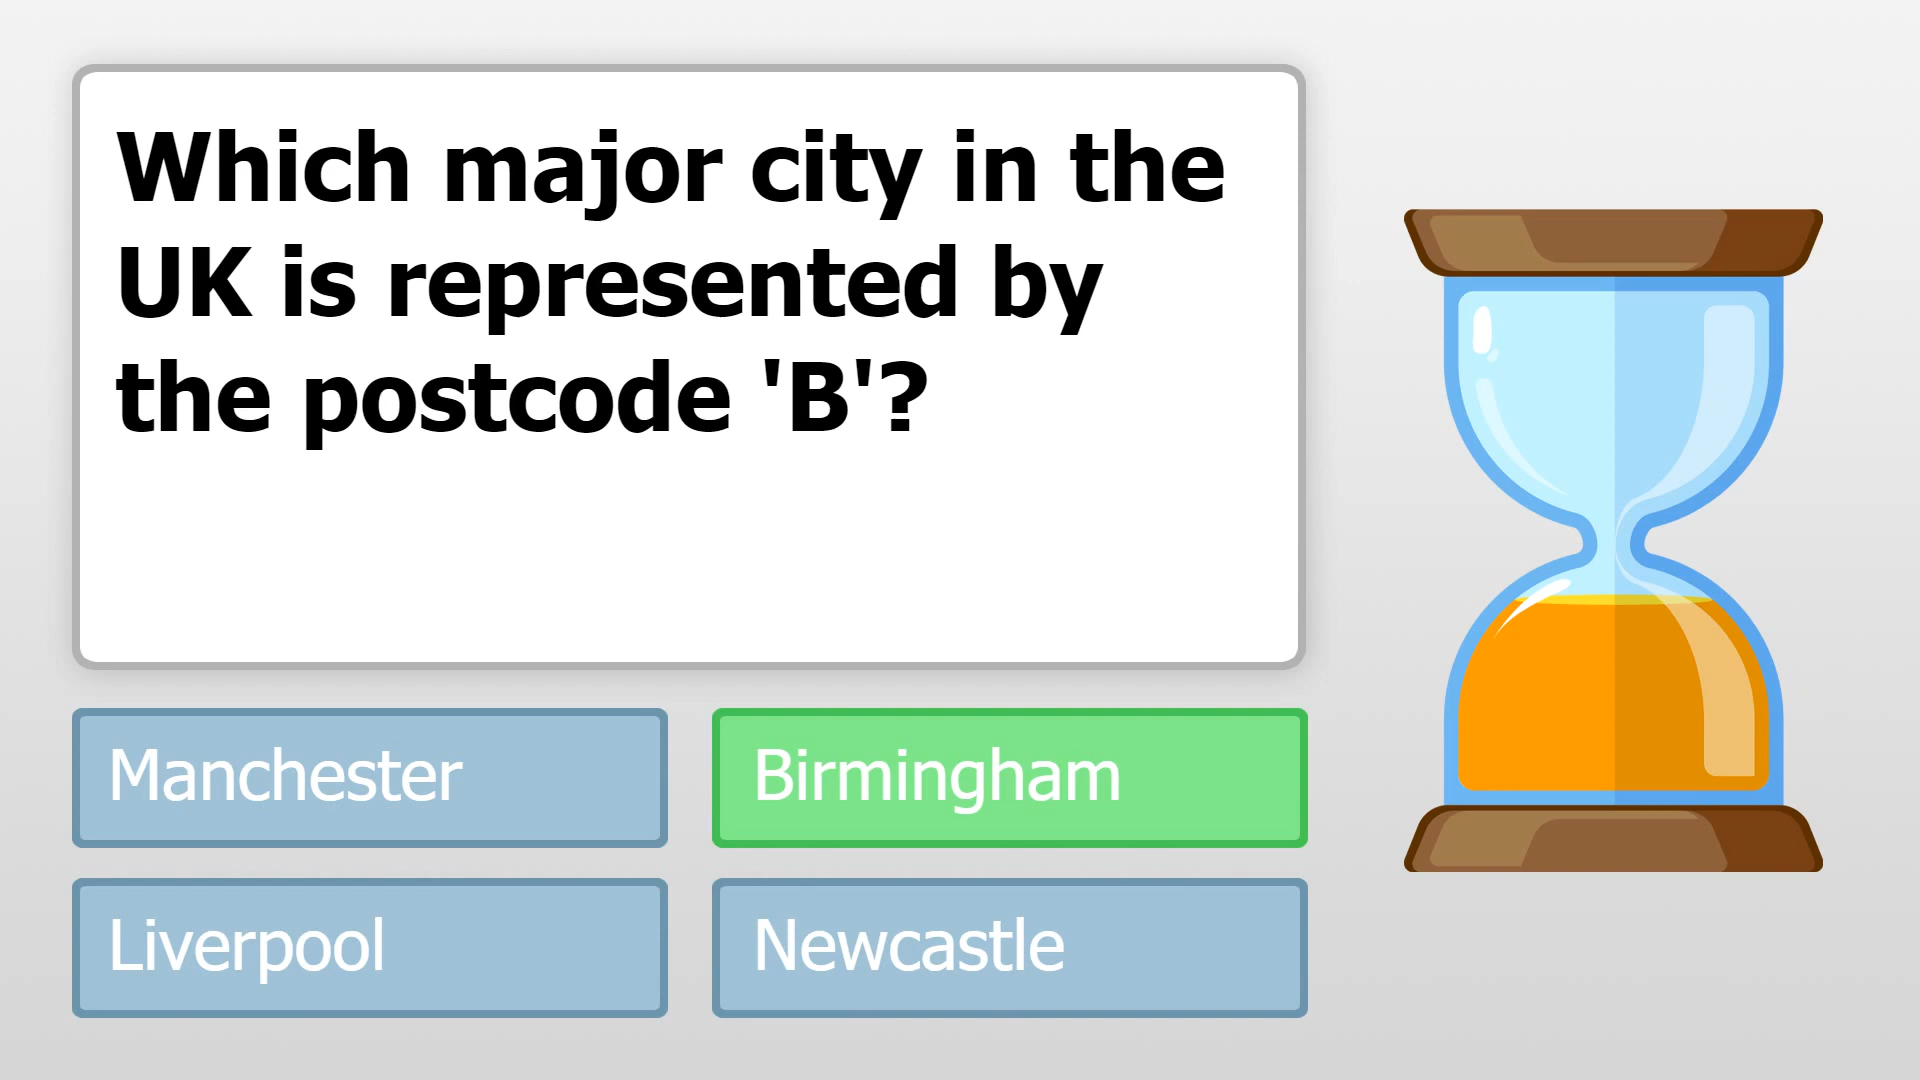 Which major city in the
UK is represented by
the postcode 'B'?
Manchester
Birmingham
Liverpool
Newcastle